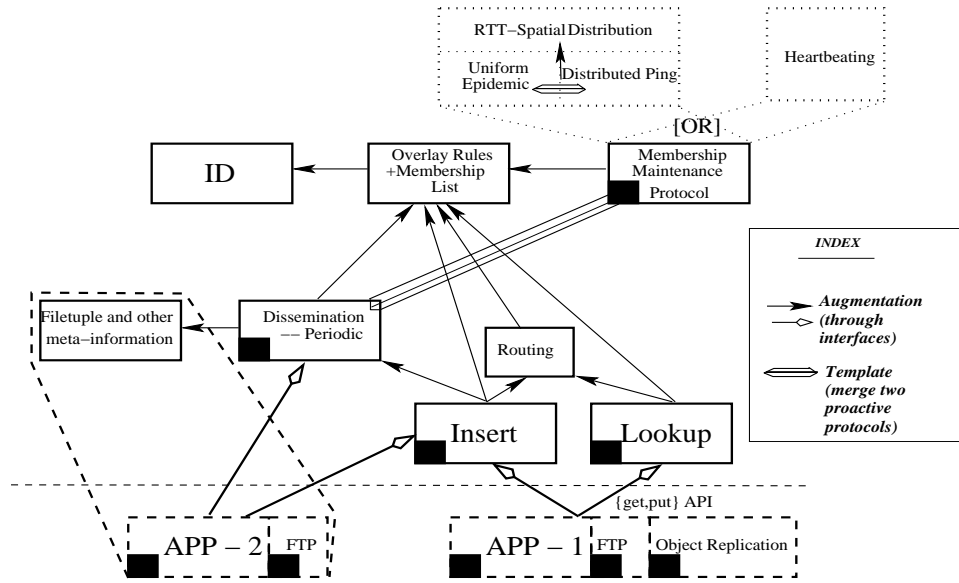 RTT−Spatial Distribution
Uniform
Epidemic
Distributed Ping
Heartbeating
[OR]
ID
Overlay Rules
+Membership
List
Membership
Maintenance
Protocol
INDEX
Augmentation
(through
interfaces)
Template
(merge two
proactive
protocols)
Filetuple and other
meta−information
Dissemination
−− Periodic
Routing
Insert
Lookup
{get,put} API
APP − 2
FTP
APP − 1
FTP
Object Replication